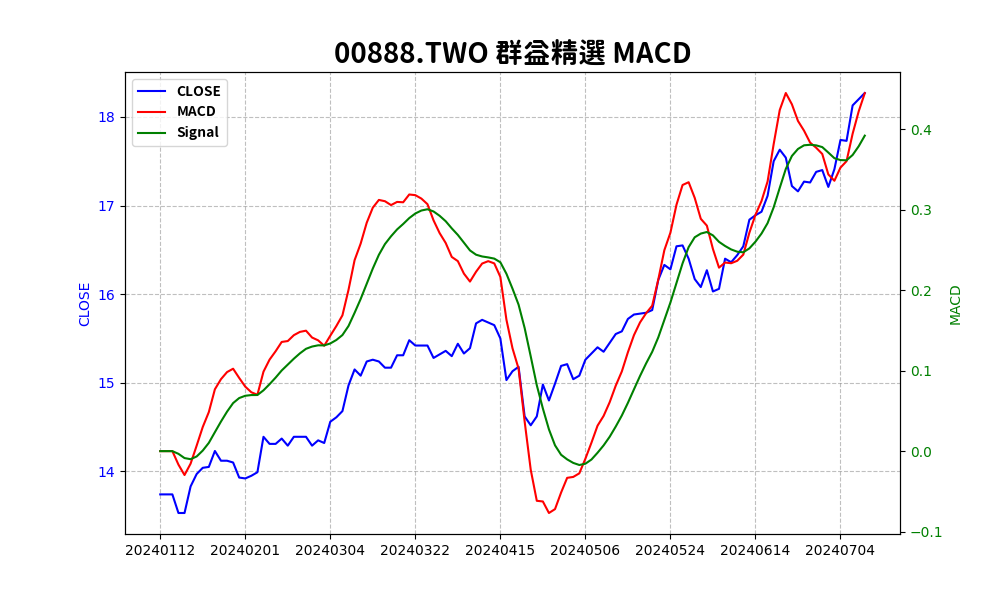 00888.TWO 群益精選 MACD
CLOSE
MACD
Signal
18
17
16
15
14
CLOSE
0.4
0.3
0.2
0.1
0.0
−0.1
MACD
20240112 20240201 20240304 20240322 20240415 20240506 20240524 20240614 20240704